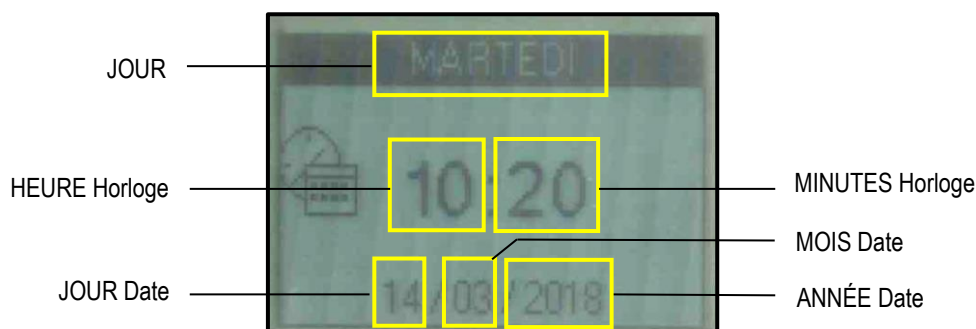 JOUR
MARTEDI
HEURE Horloge
10:20
MINUTES Horloge
MOIS Date
JOUR Date
14/03/2018
ANNÉE Date